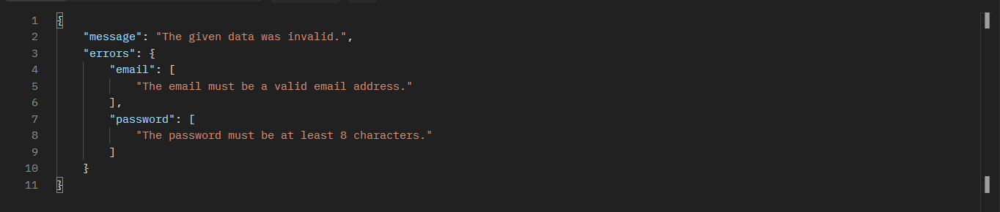 1 {
2     "message": "The given data was invalid.",
3     "errors": {
4         "email": [
5             "The email must be a valid email address."
6         ],
7         "password": [
8             "The password must be at least 8 characters."
9         ]
10     }
11 }